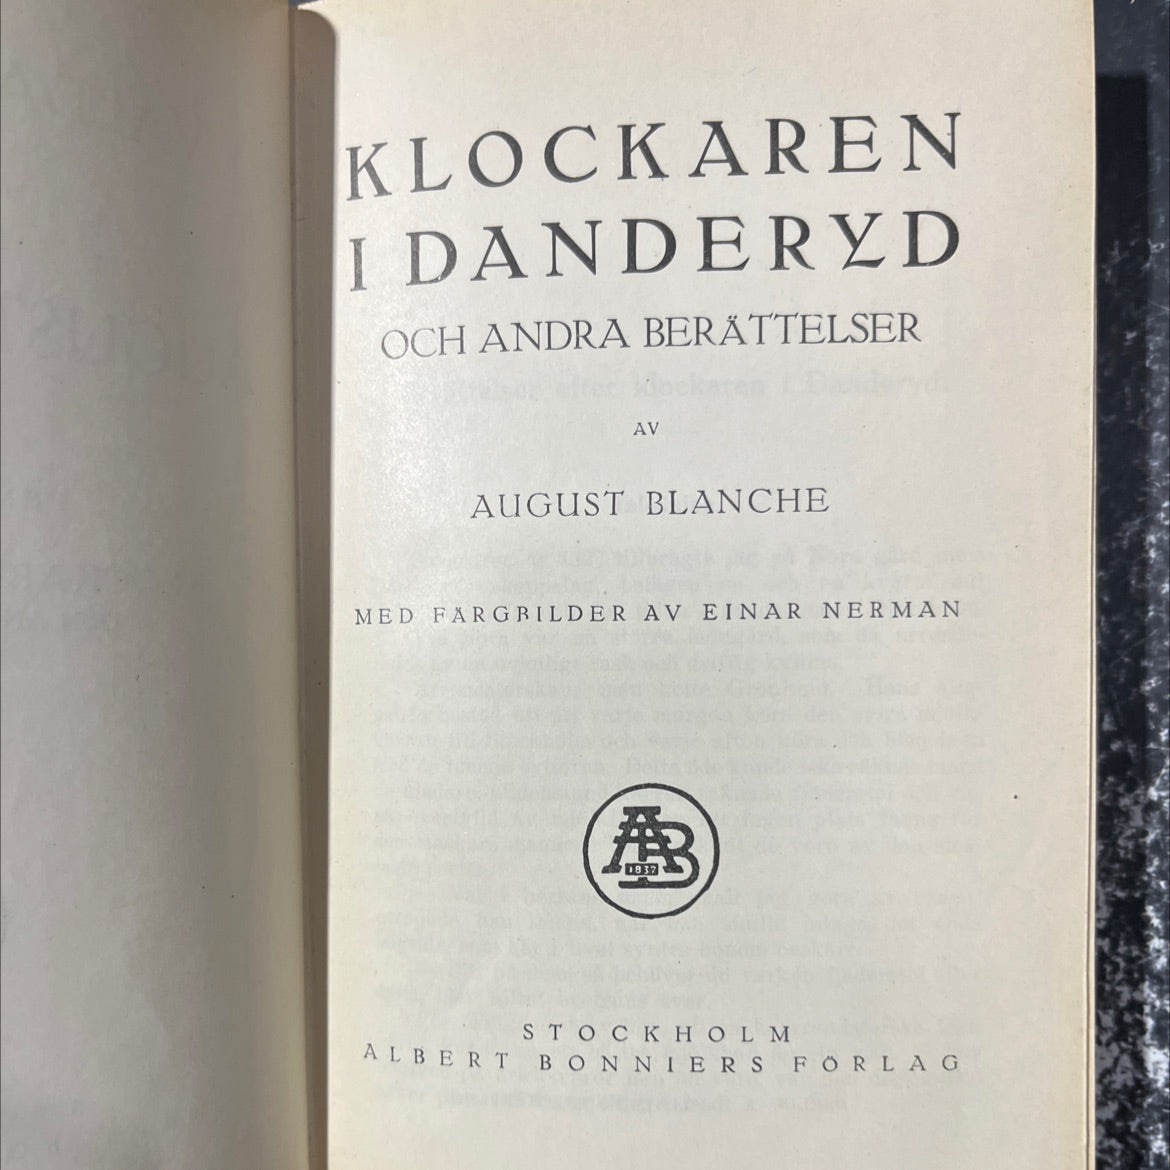 KLOCKAREN
I DANDERYD
OCH ANDRA BERÄTTELSER
AV
AUGUST BLANCHE
MED FÄRGBILDER AV EINAR NERMAN
AB
1837
STOCKHOLM
ALBERT BONNIERS FÖRLAG